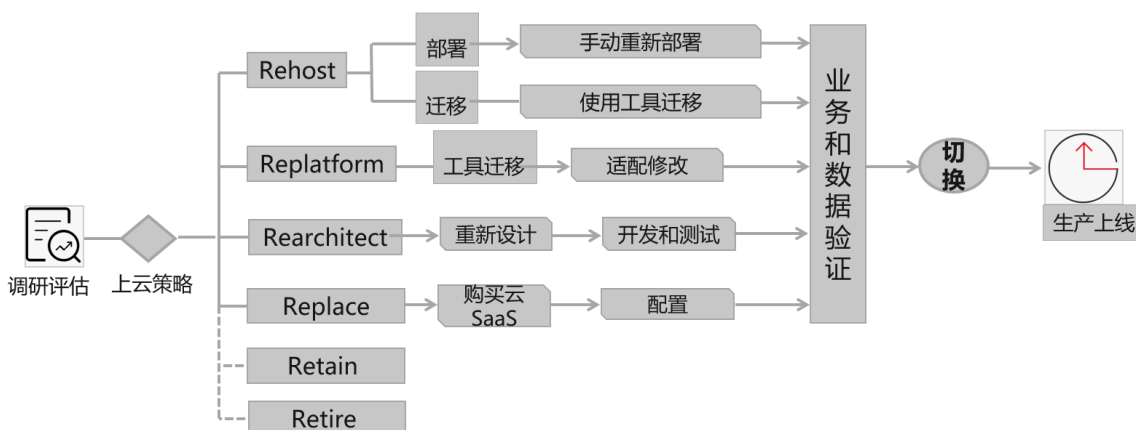 调研评估
上云策略
Rehost
部署
手动重新部署
迁移
使用工具迁移
Replatform
工具迁移
适配修改
Rearchitect
重新设计
开发和测试
Replace
购买云
SaaS
配置
Retain
Retire
业务和数据验证
切
换
生产上线